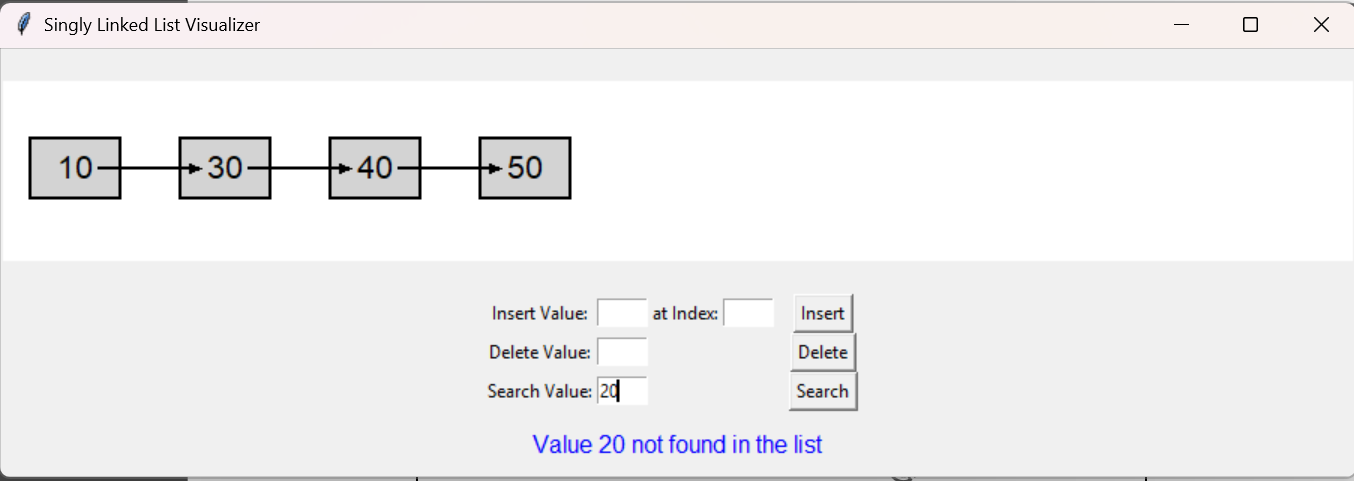 Singly Linked List Visualizer
10 30 40 50
Insert Value: at Index: Insert
Delete Value: Delete
Search Value: 20 Search
Value 20 not found in the list